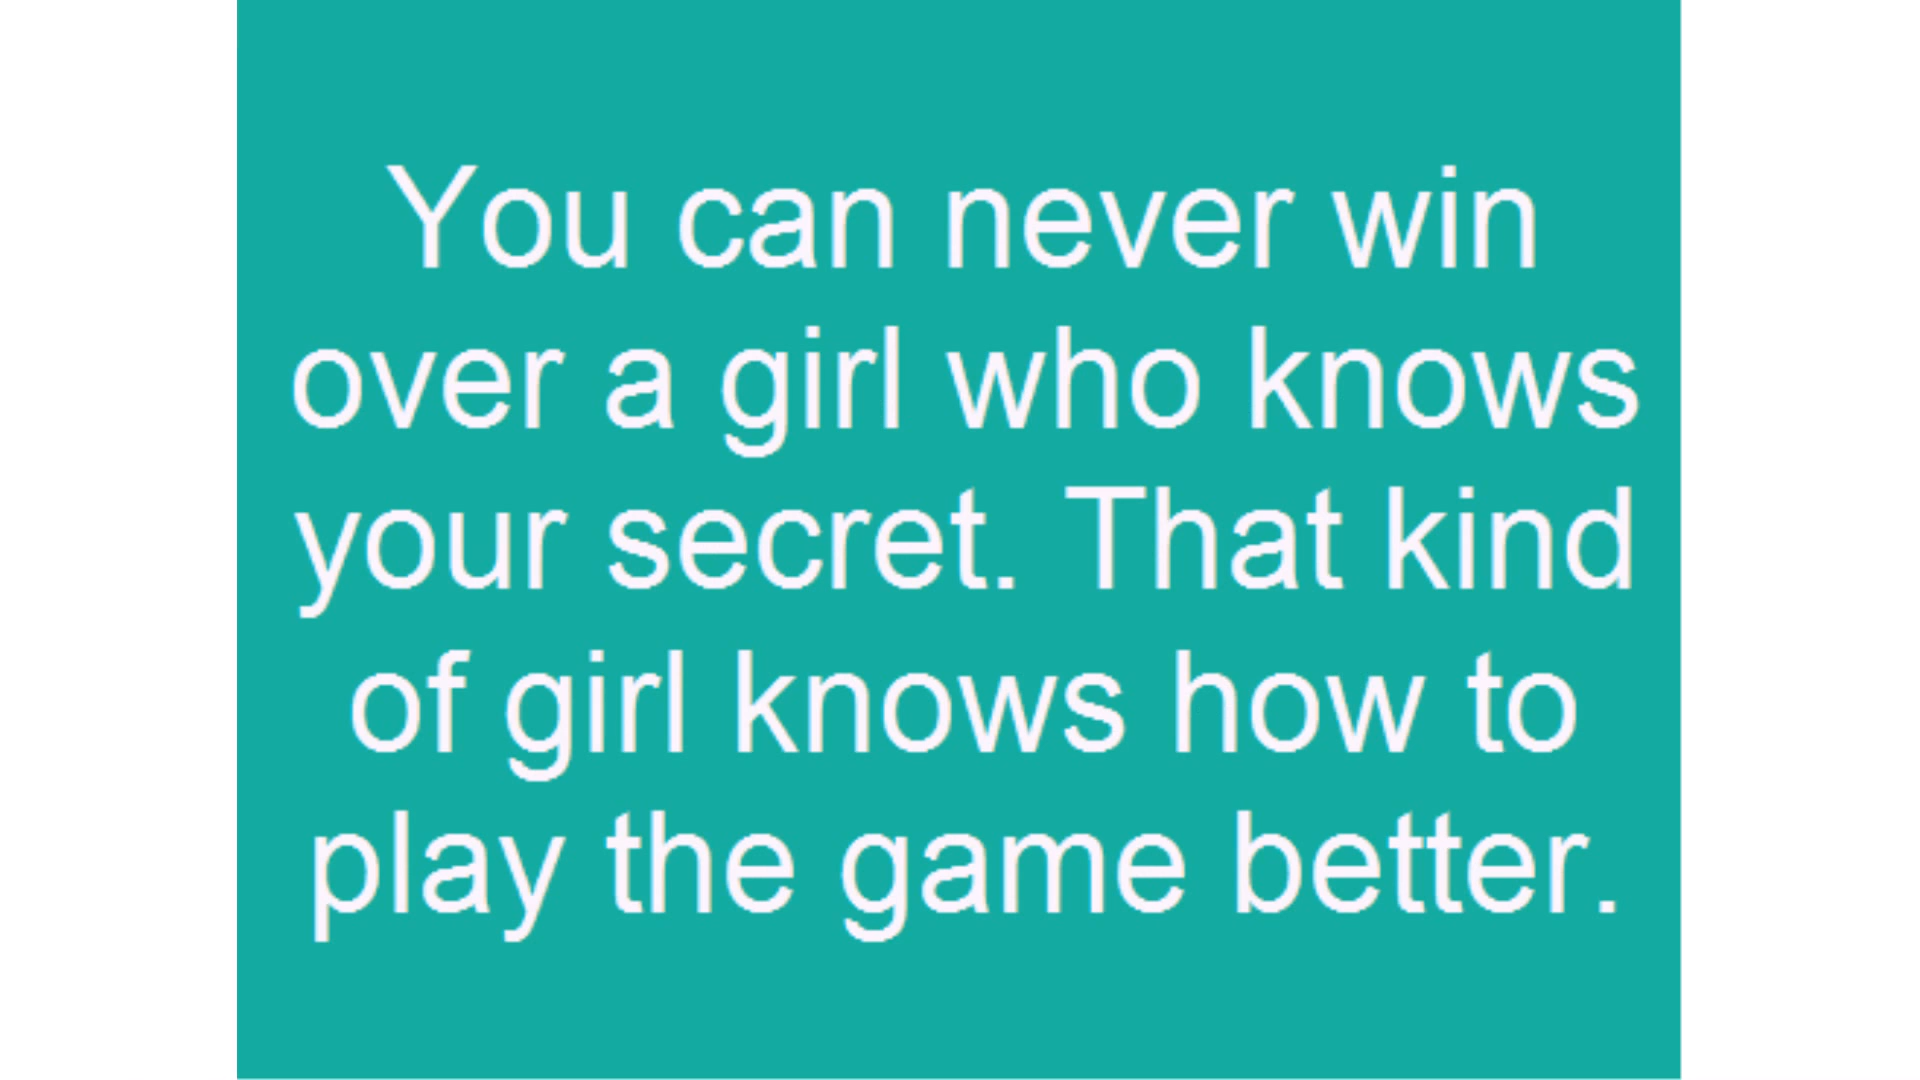 You can never win
over a girl who knows
your secret. That kind
of girl knows how to
play the game better.